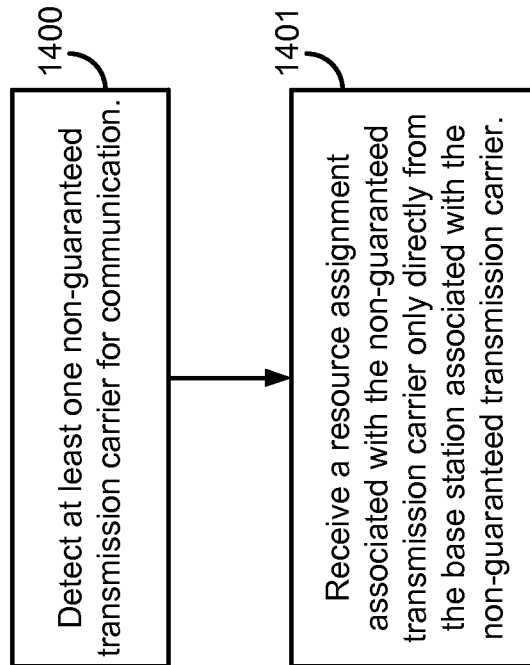 1400
Detect at least one non-guaranteed
transmission carrier for communication.
1401
Receive a resource assignment
associated with the non-guaranteed
transmission carrier only directly from
the base station associated with the
non-guaranteed transmission carrier.